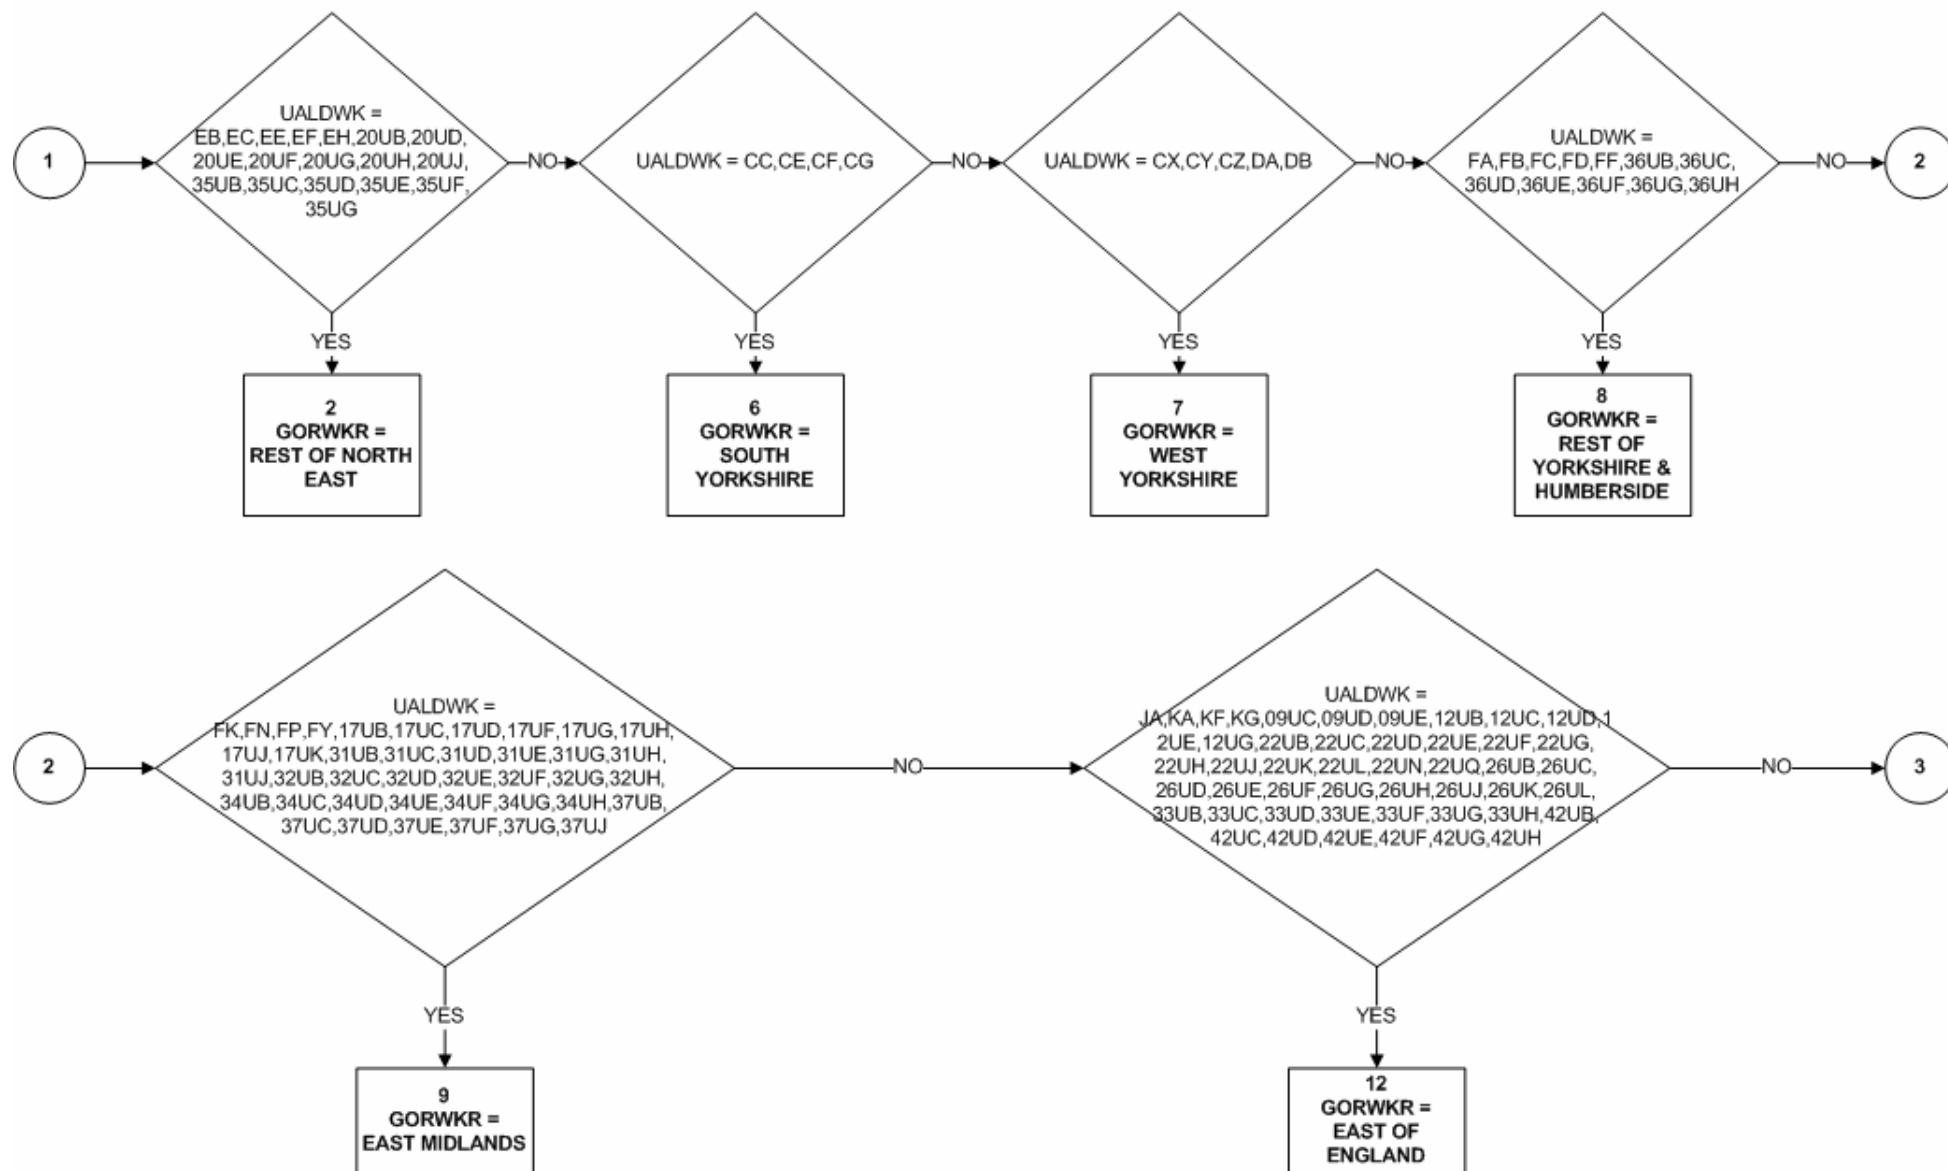 1
UALDWK =
EB,EC,EE,EF,EH,20UB,20UD,
20UE,20UF,20UG,20UH,20UJ,
35UB,35UC,35UD,35UE,35UF,
35UG
NO
UALDWK = CC,CE,CF,CG
NO
UALDWK = CX,CY,CZ,DA,DB
NO
UALDWK =
FA,FB,FC,FD,FF,36UB,36UC,
36UD,36UE,36UF,36UG,36UH
NO
2
YES
YES
YES
YES
2
GORWKR =
REST OF NORTH
EAST
6
GORWKR =
SOUTH
YORKSHIRE
7
GORWKR =
WEST
YORKSHIRE
8
GORWKR =
REST OF
YORKSHIRE &
HUMBERSIDE
2
UALDWK =
FK,FN,FP,FY,17UB,17UC,17UD,17UF,17UG,17UH,
17UJ,17UK,31UB,31UC,31UD,31UE,31UG,31UH,
31UJ,32UB,32UC,32UD,32UE,32UF,32UG,32UH,
34UB,34UC,34UD,34UE,34UF,34UG,34UH,37UB,
37UC,37UD,37UE,37UF,37UG,37UJ
NO
UALDWK =
JA,KA,KF,KG,09UC,09UD,09UE,12UB,12UC,12UD,1
2UE,12UG,22UB,22UC,22UD,22UE,22UF,22UG,
22UH,22UJ,22UK,22UL,22UN,22UQ,26UB,26UC,
26UD,26UE,26UF,26UG,26UH,26UJ,26UK,26UL,
33UB,33UC,33UD,33UE,33UF,33UG,33UH,42UB,
42UC,42UD,42UE,42UF,42UG,42UH
NO
3
YES
YES
9
GORWKR =
EAST MIDLANDS
12
GORWKR =
EAST OF
ENGLAND